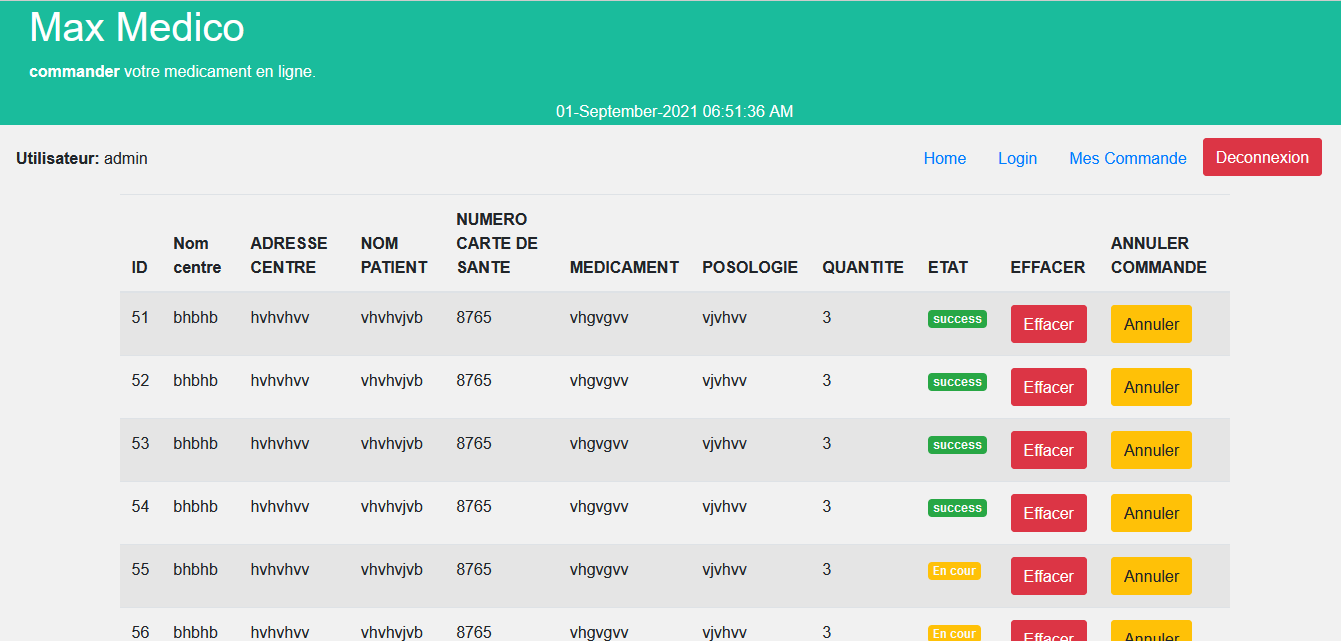 Max Medico
commander votre medicament en ligne.
01-September-2021 06:51:36 AM
Utilisateur: admin Home Login Mes Commande Deconnexion
ID Nom centre ADRESSE CENTRE NOM PATIENT NUMERO CARTE DE SANTE MEDICAMENT POSOLOGIE QUANTITE ETAT EFFACER ANNULER COMMANDE
51 bhbhb hvhvhvv vhvhvjvb 8765 vhgvgvv vjvhvv 3 success Effacer Annuler
52 bhbhb hvhvhvv vhvhvjvb 8765 vhgvgvv vjvhvv 3 success Effacer Annuler
53 bhbhb hvhvhvv vhvhvjvb 8765 vhgvgvv vjvhvv 3 success Effacer Annuler
54 bhbhb hvhvhvv vhvhvjvb 8765 vhgvgvv vjvhvv 3 success Effacer Annuler
55 bhbhb hvhvhvv vhvhvjvb 8765 vhgvgvv vjvhvv 3 En cour Effacer Annuler
56 bhbhb hvhvhvv vhvhvjvb 8765 vhgvgvv vjvhvv 3 En cour Effacer Annuler